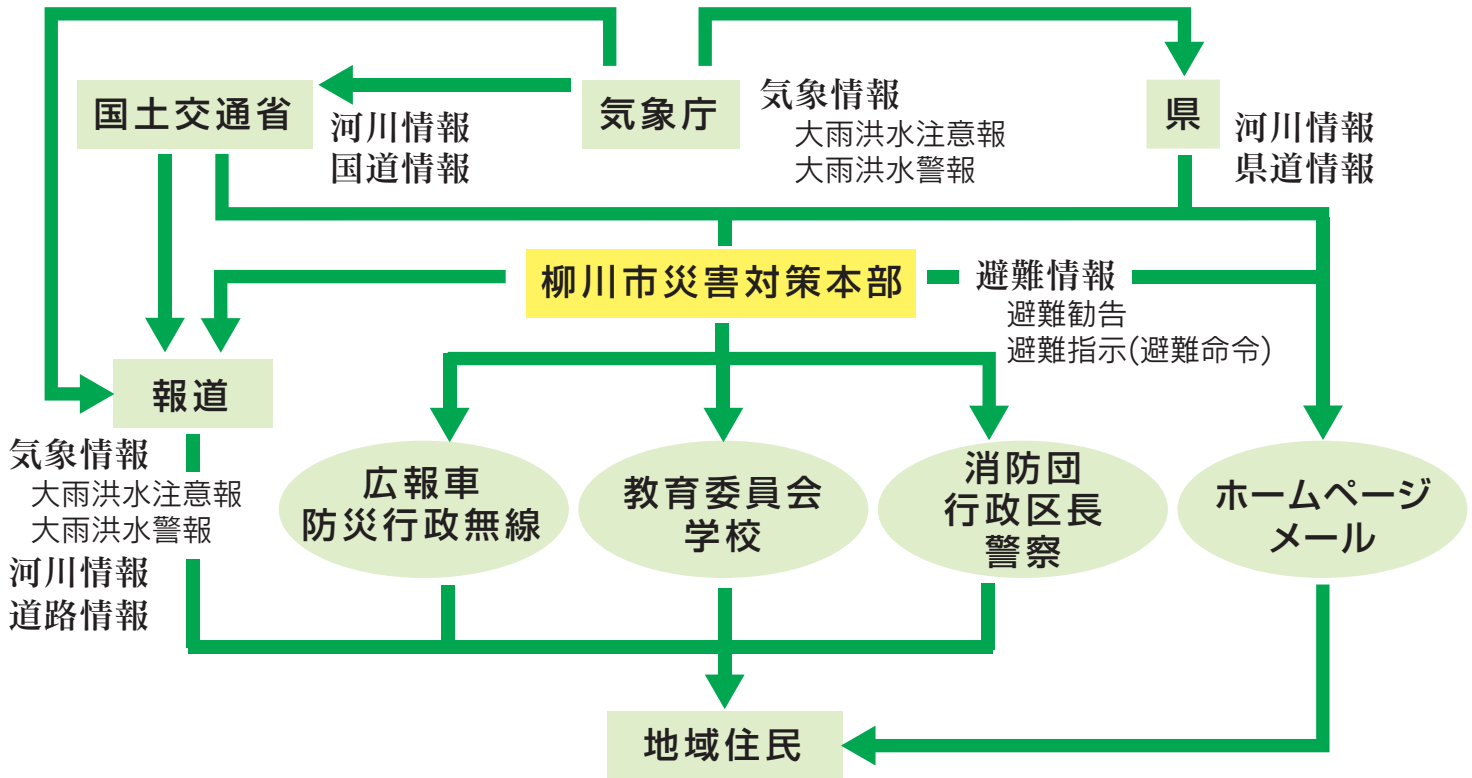 国土交通省
河川情報
国道情報
気象庁
気象情報
大雨洪水注意報
大雨洪水警報
県
河川情報
県道情報
柳川市災害対策本部
避難情報
避難勧告
避難指示(避難命令)
報道
気象情報
大雨洪水注意報
大雨洪水警報
河川情報
道路情報
広報車
防災行政無線
教育委員会
学校
消防団
行政区長
警察
ホームページ
メール
地域住民